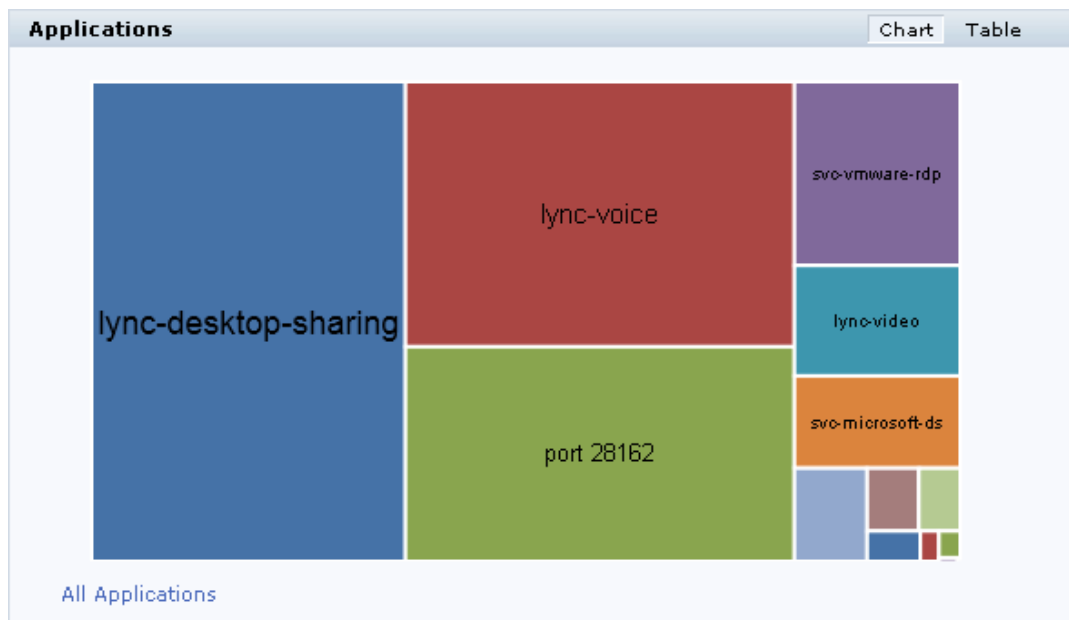 Applications
Chart
Table
lync-desktop-sharing
lync-voice
port 28162
svc-vmware-rdp
lync-video
svc-microsoft-ds
All Applications